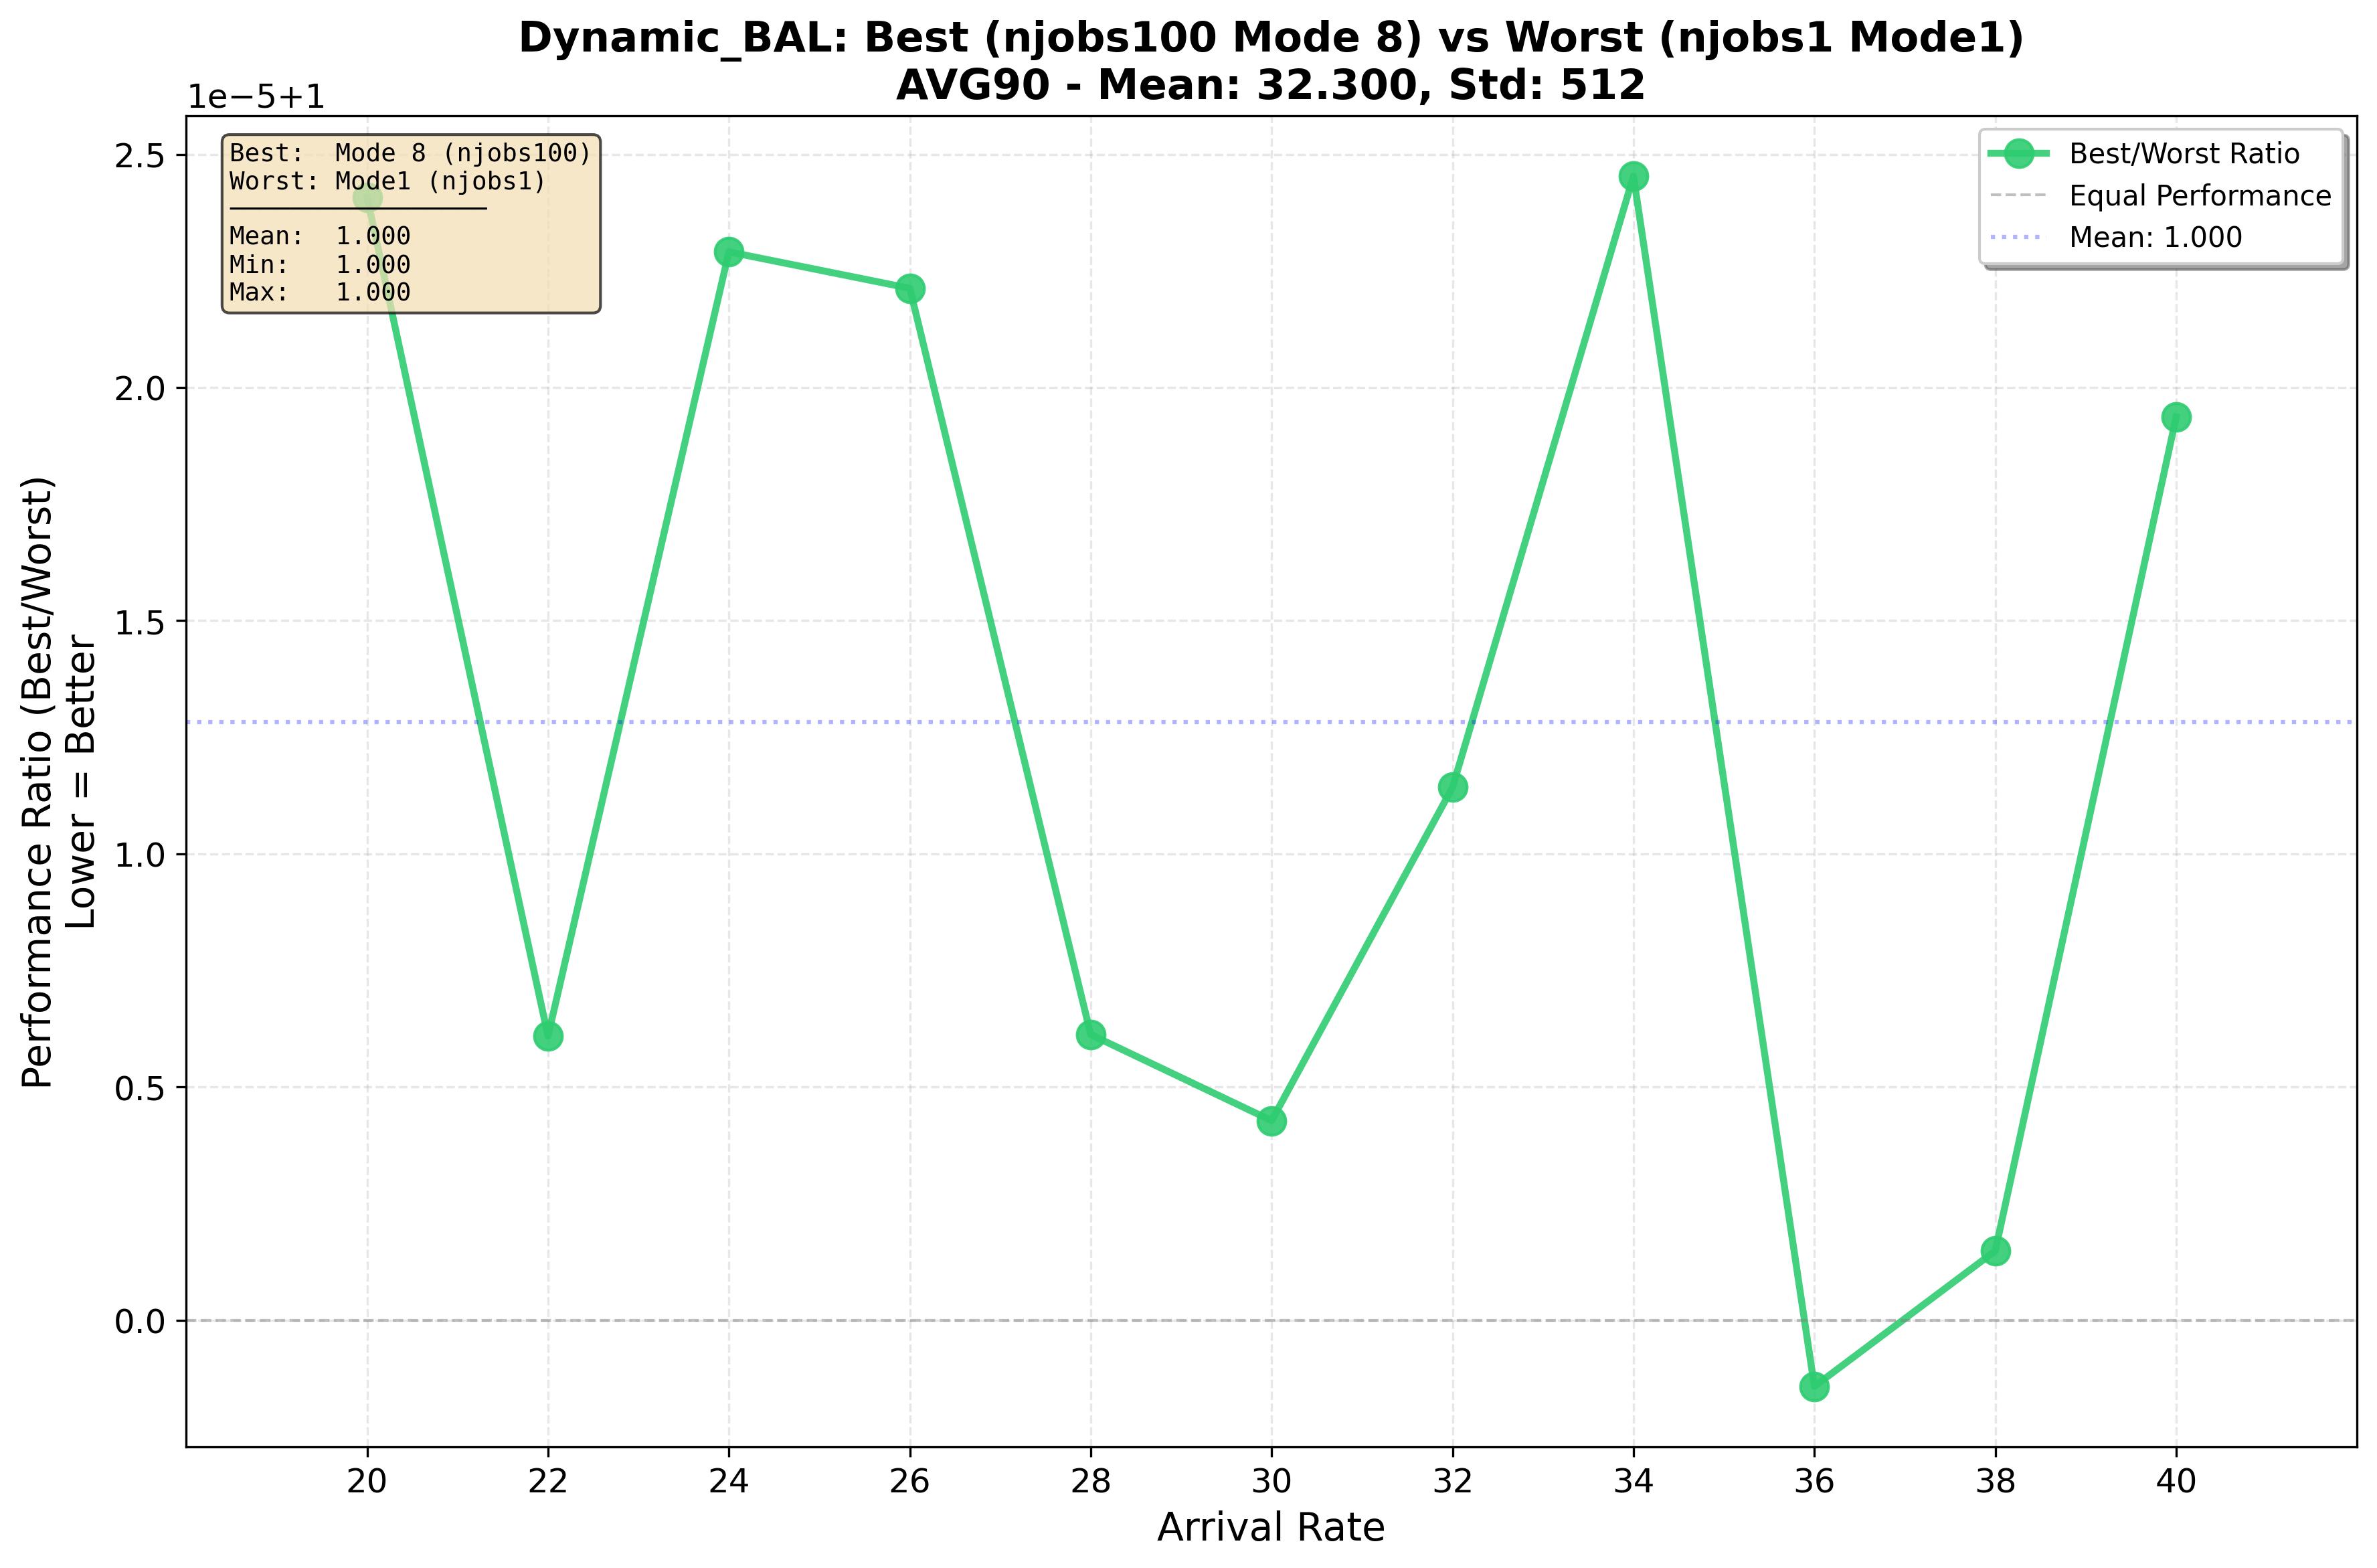 Dynamic_BAL: Best (njobs100 Mode 8) vs Worst (njobs1 Mode1)
AVG90 - Mean: 32.300, Std: 512
1e−5+1
Best:  Mode 8 (njobs100)
Worst: Mode1 (njobs1)
Mean:  1.000
Min:   1.000
Max:   1.000
Best/Worst Ratio
Equal Performance
Mean: 1.000
Performance Ratio (Best/Worst)
Lower = Better
2.5
2.0
1.5
1.0
0.5
0.0
20 22 24 26 28 30 32 34 36 38 40
Arrival Rate